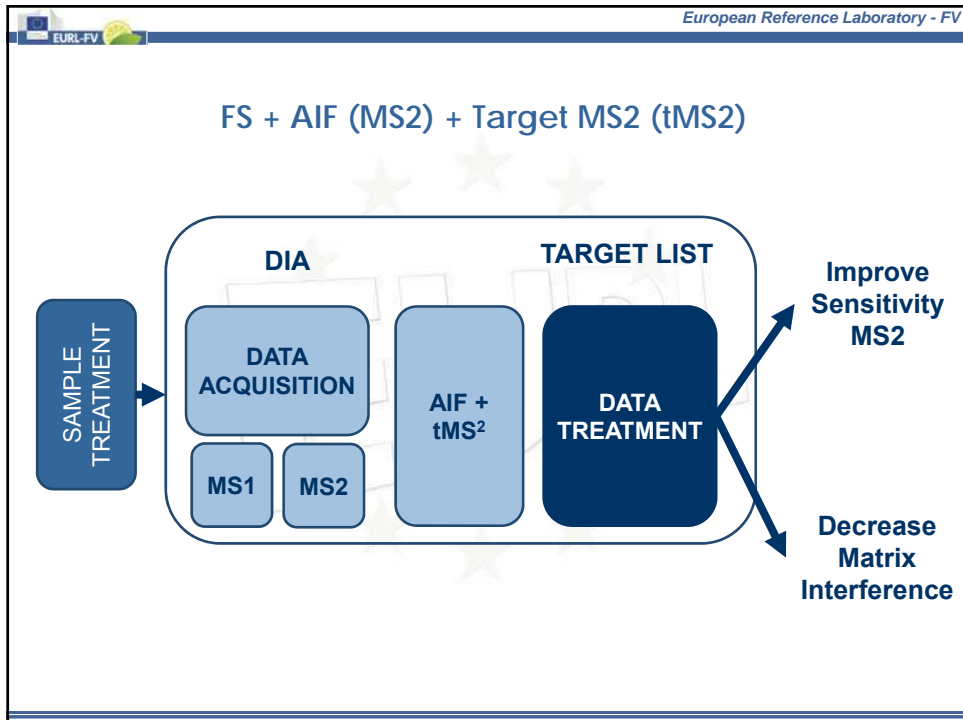 European Reference Laboratory - FV
EURL-FV
FS + AIF (MS2) + Target MS2 (tMS2)
SAMPLE
TREATMENT
DIA
DATA
ACQUISITION
MS1
MS2
AIF +
tMS²
TARGET LIST
DATA
TREATMENT
Improve
Sensitivity
MS2
Decrease
Matrix
Interference